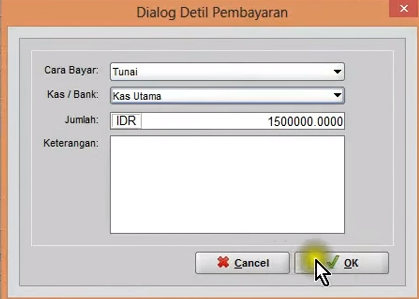 Dialog Detil Pembayaran
Cara Bayar: Tunai
Kas / Bank: Kas Utama
Jumlah: IDR 1500000.0000
Keterangan:
Cancel OK